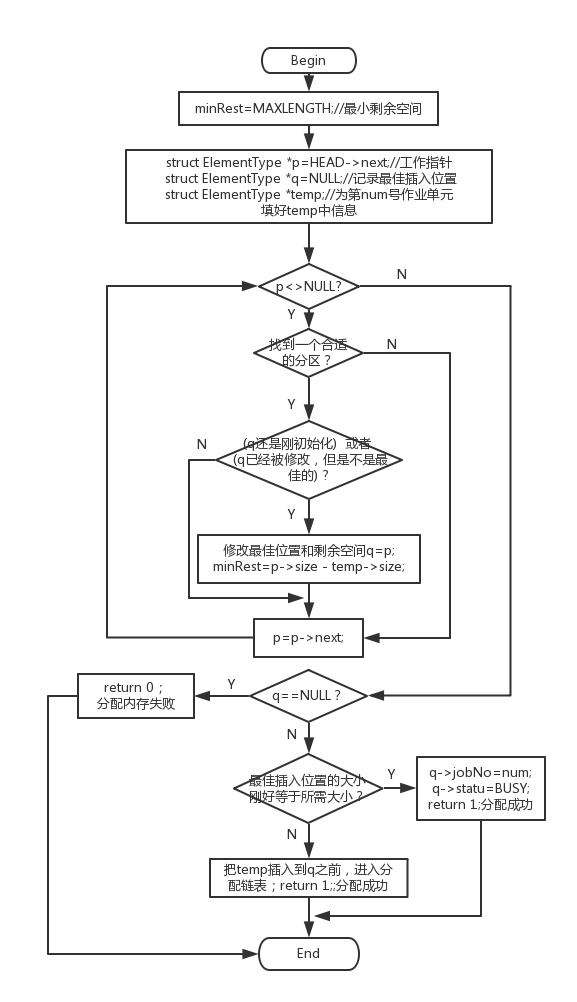 Begin
minRest=MAXLENGTH;//最小剩余空间
struct ElementType *p=HEAD->next;//工作指针
struct ElementType *q=NULL;//记录最佳插入位置
struct ElementType *temp;//为第num号作业单元
填好temp中信息
p<>NULL?
N
Y
找到一个合适
的分区？
N
Y
(q还是刚初始化）或者
(q已经被修改，但是不是最
佳的)？
N
Y
修改最佳位置和剩余空间q=p;
minRest=p->size - temp->size;
p=p->next;
q==NULL？
Y
return 0；
分配内存失败
N
最佳插入位置的大小
刚好等于所需大小？
Y
q->jobNo=num;
q->statu=BUSY;
return 1;分配成功
N
把temp插入到q之前，进入分
配链表；return 1;;分配成功
End